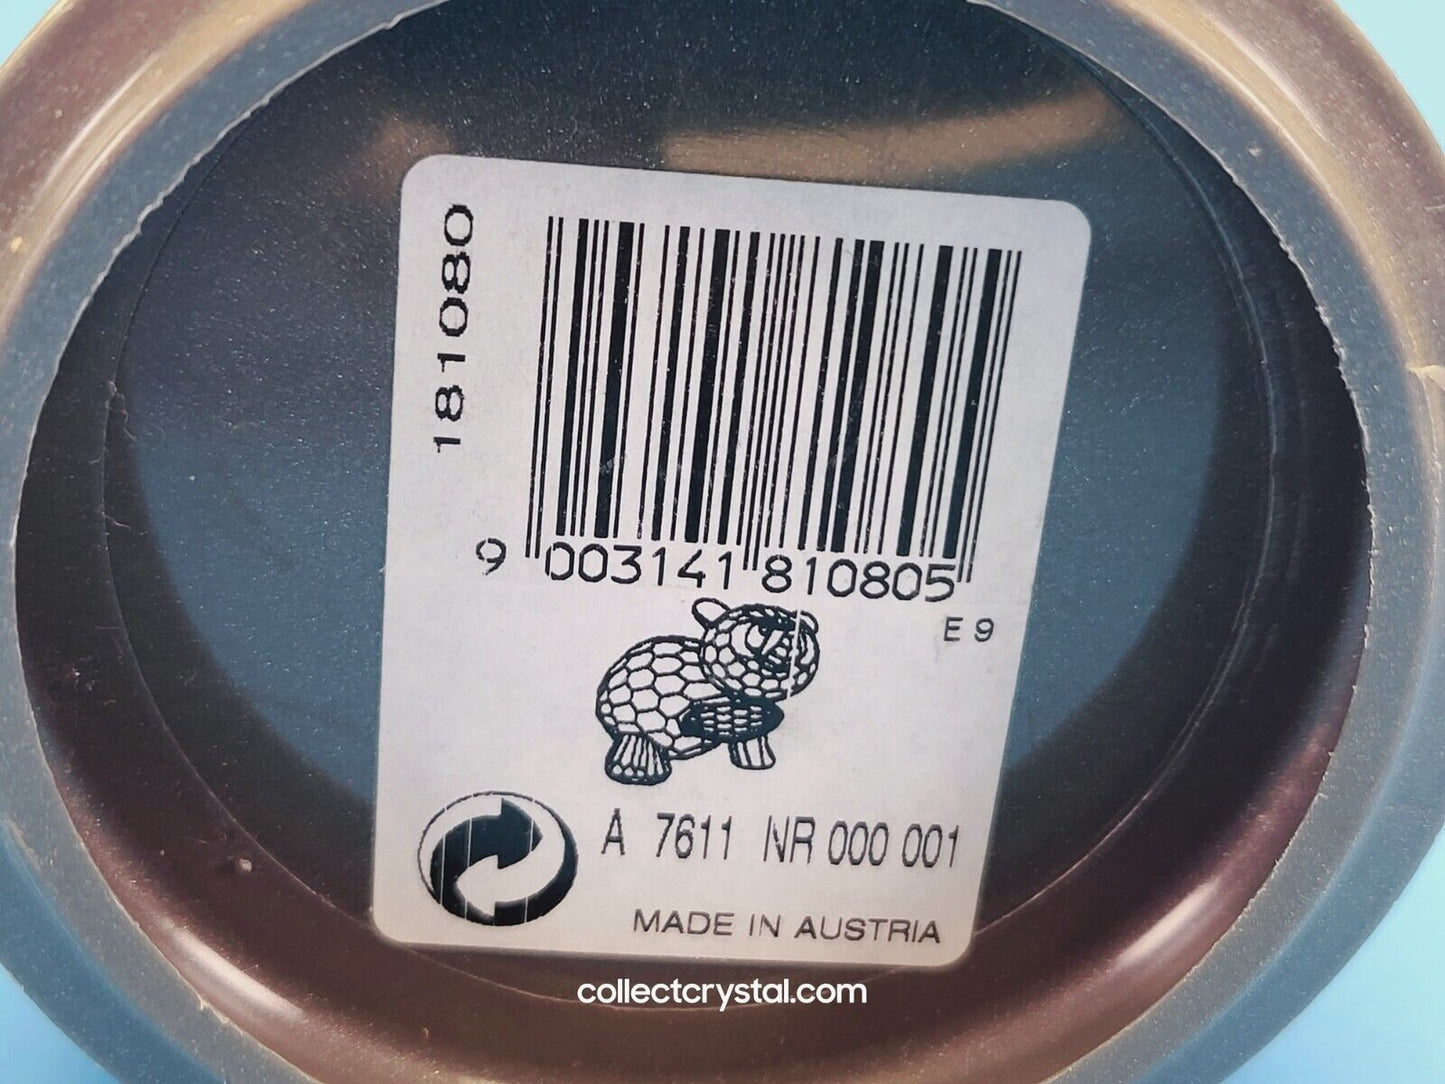 181080
9 003141 810805
E 9
A 7611 NR 000 001
MADE IN AUSTRIA
collectcrystal.com